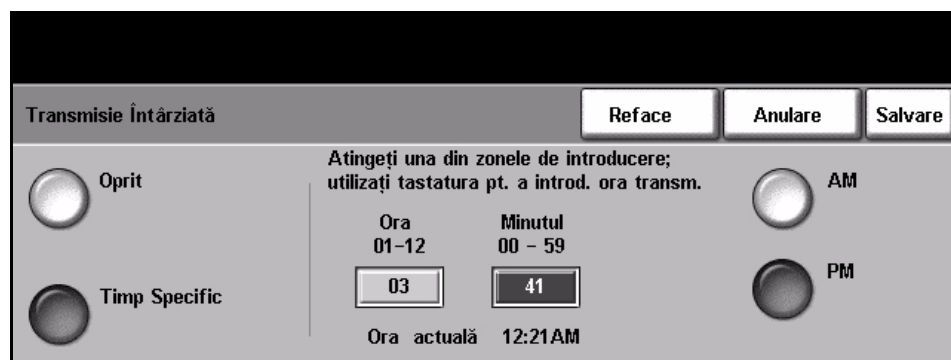 Transmisie Întârziată
Reface
Anulare
Salvare
Oprit
Timp Specific
Atingeți una din zonele de introducere;
utilizați tastatura pt. a introd. ora transm.
Ora
01-12
Minutul
00 - 59
03
41
Ora actuală 12:21AM
AM
PM